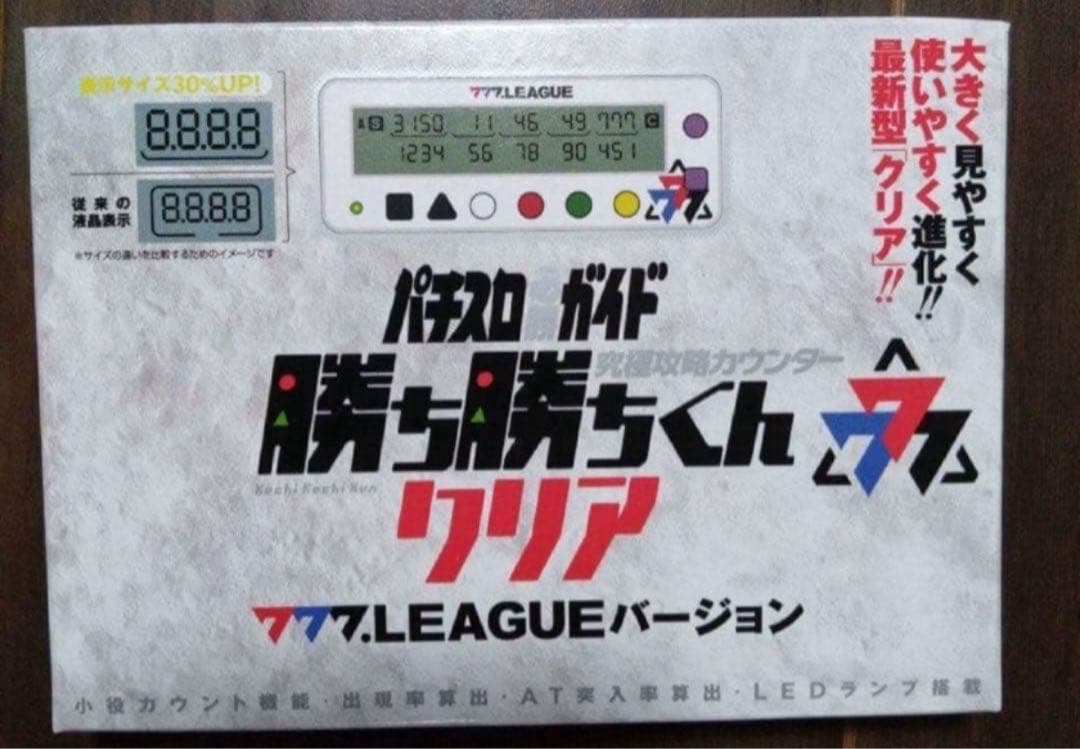 表示サイズ30%UP!
8.8.8.8
従来の
液晶表示
8.8.8.8
※サイズの違いを比較するためのイメージです
777.LEAGUE
3150 11 46 49 777
1234 56 78 90 451
777
大きく見やすく
使いやすく進化!!
最新型「クリア」!!
パチスロ必勝ガイド
究極攻略カウンター
勝ち勝ちくん
Kachi Kachi Kun
クリア
777
777.LEAGUEバージョン
小役カウント機能・出現率算出・AT突入率算出・LEDランプ搭載